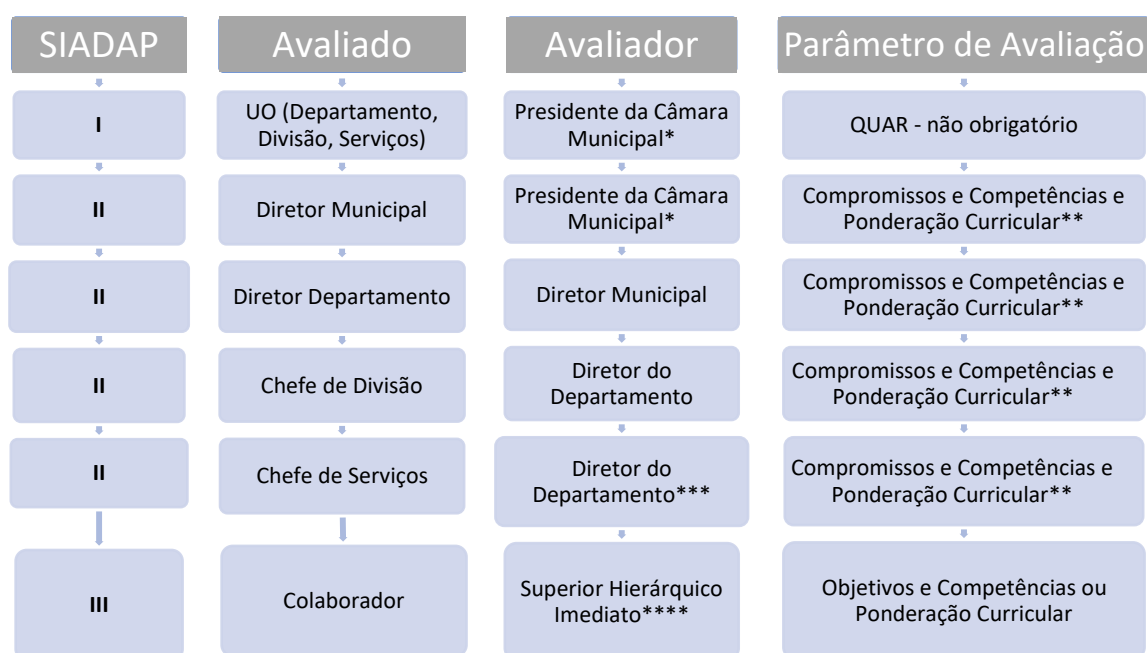 SIADAP
Avaliado
Avaliador
Parâmetro de Avaliação
I
UO (Departamento,
Divisão, Serviços)
Presidente da Câmara
Municipal*
QUAR - não obrigatório
II
Diretor Municipal
Presidente da Câmara
Municipal*
Compromissos e Competências e
Ponderação Curricular**
II
Diretor Departamento
Diretor Municipal
Compromissos e Competências e
Ponderação Curricular**
II
Chefe de Divisão
Diretor do
Departamento
Compromissos e Competências e
Ponderação Curricular**
II
Chefe de Serviços
Diretor do
Departamento***
Compromissos e Competências e
Ponderação Curricular**
III
Colaborador
Superior Hierárquico
Imediato****
Objetivos e Competências ou
Ponderação Curricular